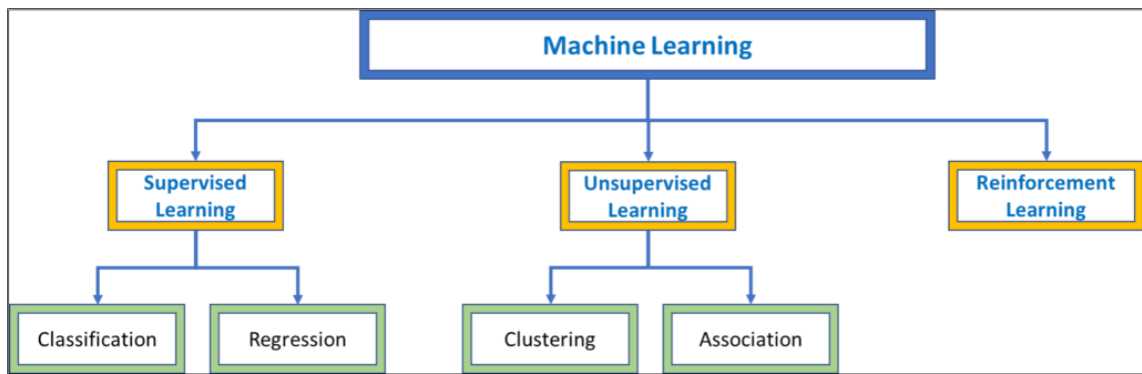 Machine Learning
Supervised
Learning
Unsupervised
Learning
Reinforcement
Learning
Classification
Regression
Clustering
Association